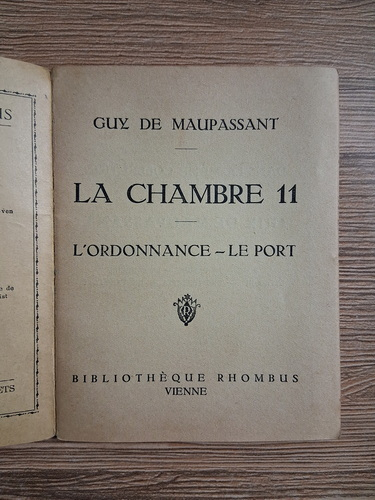 GUY DE MAUPASSANT
LA CHAMBRE 11
L'ORDONNANCE – LE PORT
BIBLIOTHÈQUE RHOMBUS
VIENNE